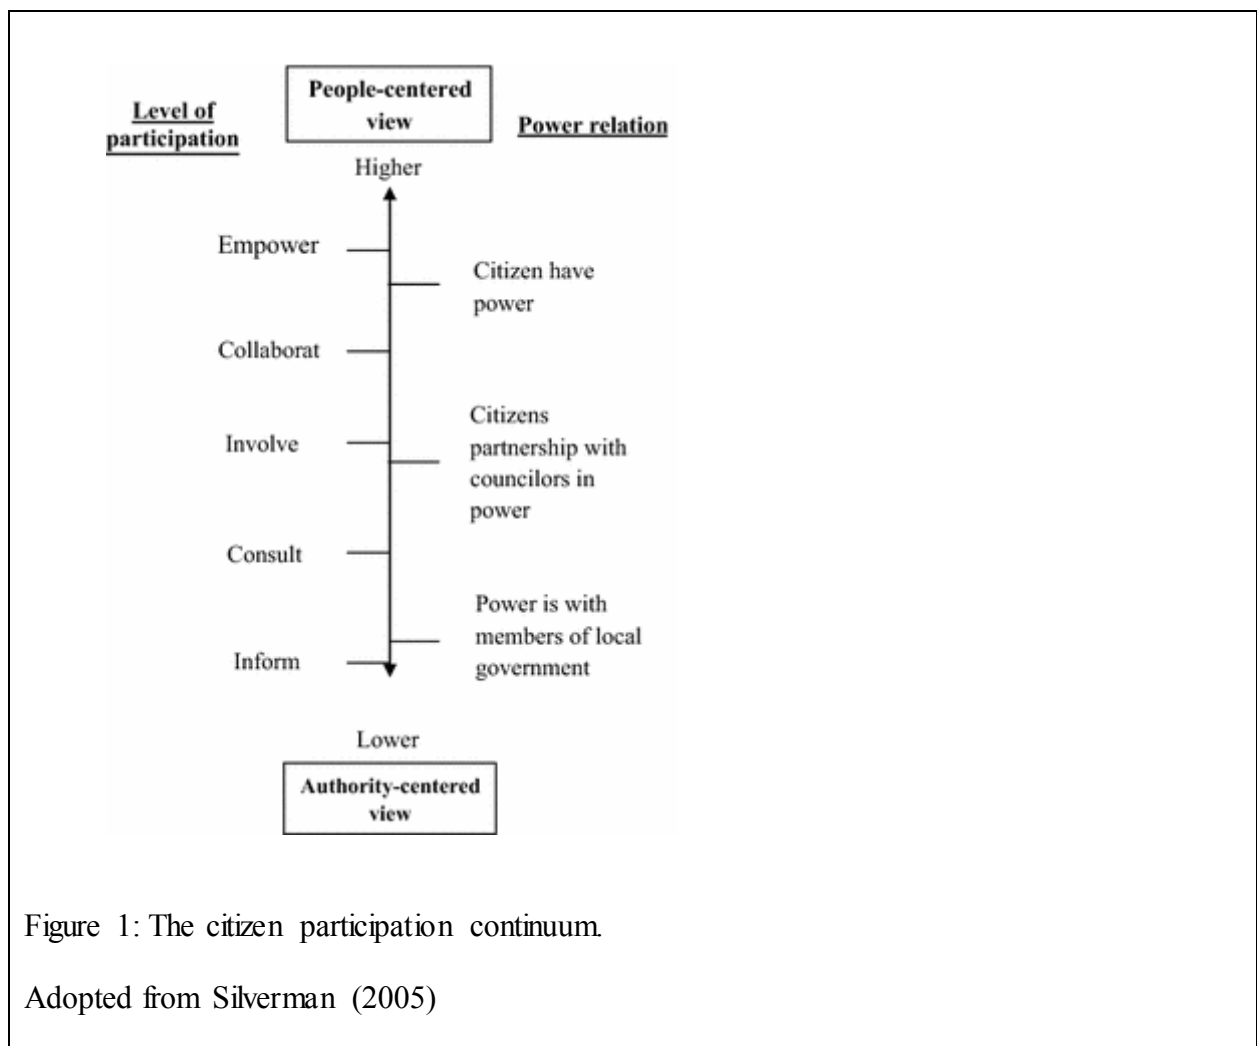 People-centered
view
Level of
participation
Power relation
Higher
Empower
Citizen have
power
Collaborat
Citizens
partnership with
councilors in
power
Involve
Consult
Power is with
members of local
government
Inform
Lower
Authority-centered
view
Figure 1: The citizen participation continuum.
Adopted from Silverman (2005)